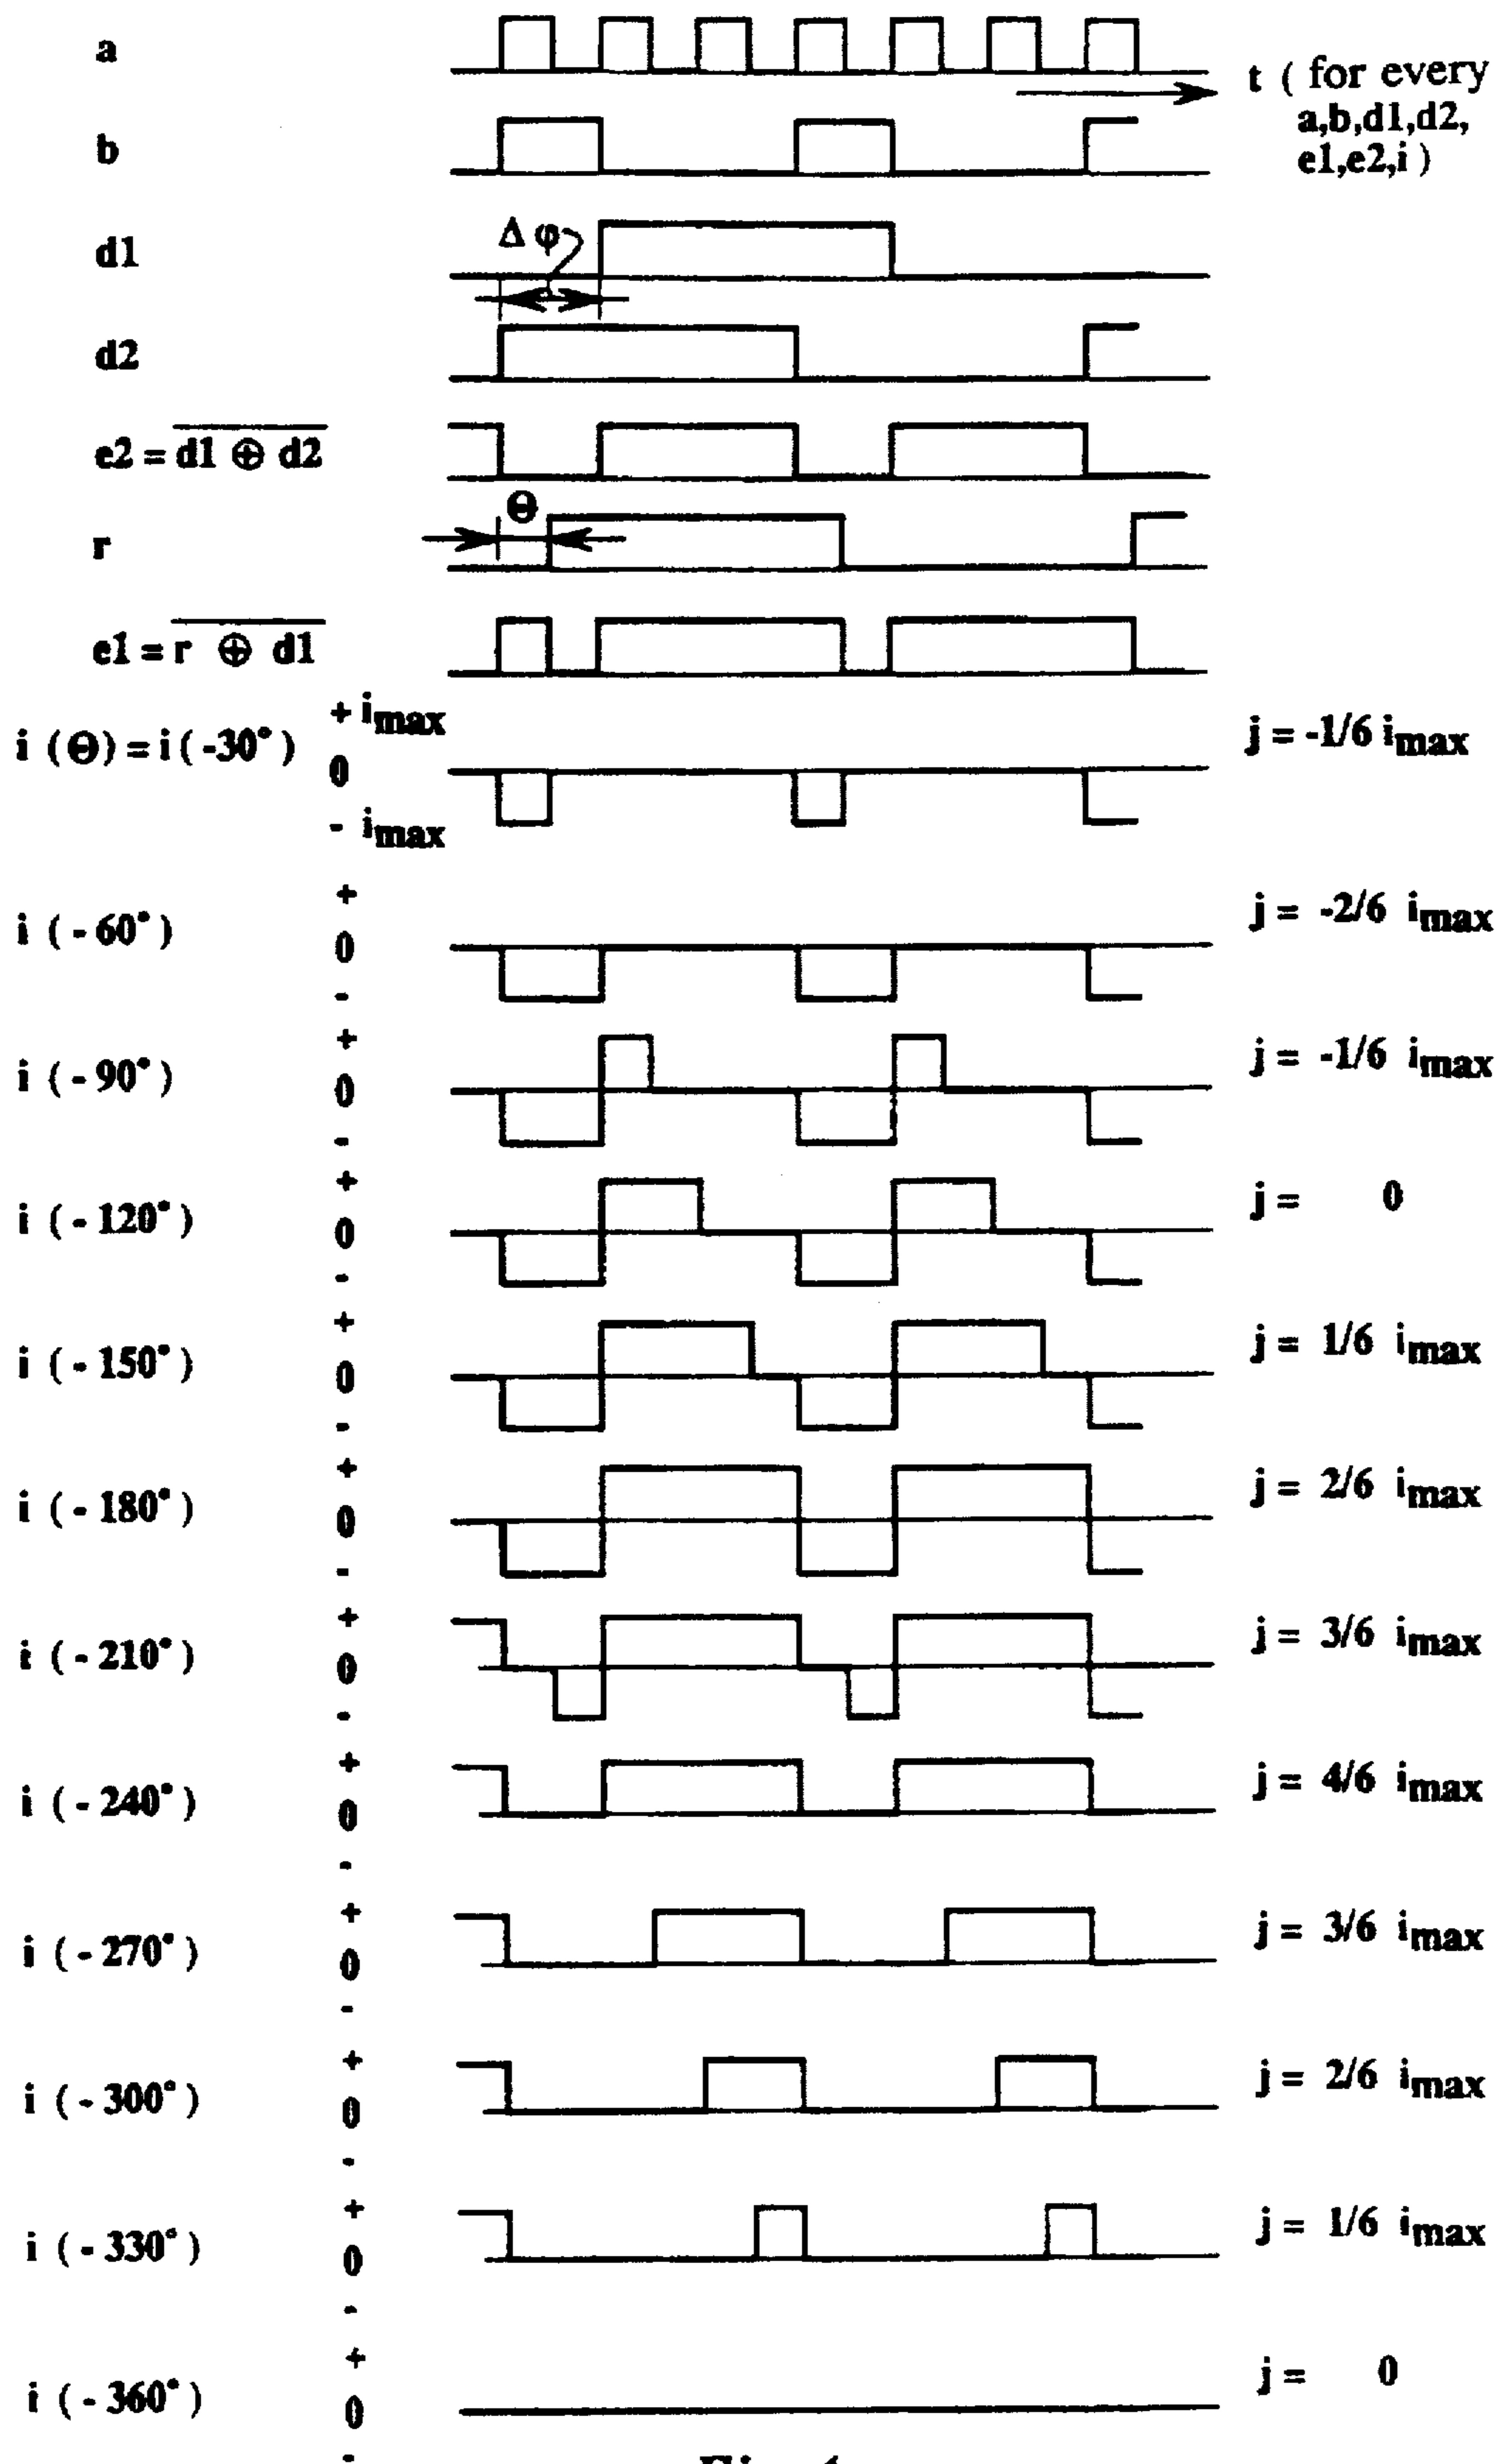 a
t ( for every
a,b,d1,d2,
e1,e2,i )
b
d1
Δ φ
d2
e2 = \overline{d1 ⊕ d2}
Θ
r
e1 = \overline{r ⊕ d1}
i (Θ) = i ( -30° )
+ imax
0
- imax
j = -1/6 imax
i ( - 60° )
+
0
-
j = -2/6 imax
i ( - 90° )
+
0
-
j = -1/6 imax
i ( - 120° )
+
0
-
j = 0
i ( - 150° )
+
0
-
j = 1/6 imax
i ( - 180° )
+
0
-
j = 2/6 imax
i ( - 210° )
+
0
-
j = 3/6 imax
i ( - 240° )
+
0
-
j = 4/6 imax
i ( - 270° )
+
0
-
j = 3/6 imax
i ( - 300° )
+
0
-
j = 2/6 imax
i ( - 330° )
+
0
-
j = 1/6 imax
i ( - 360° )
+
0
-
j = 0